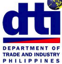 dti
DEPARTMENT OF
TRADE AND INDUSTRY
PHILIPPINES